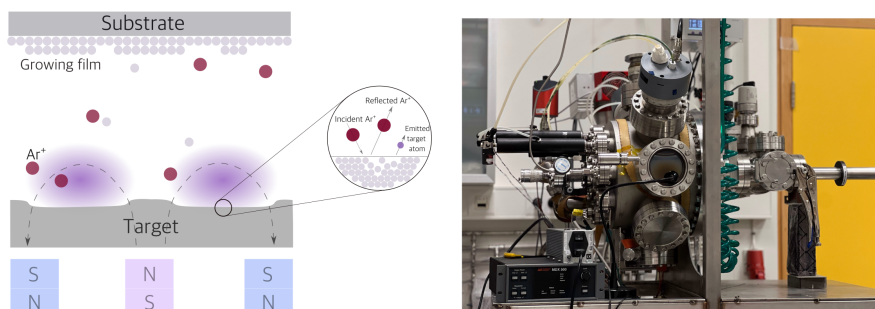 Substrate
Growing film
Reflected Ar⁺
Incident Ar⁺
Emitted
target
atom
Ar⁺
Target
S
N
S
N
S
N